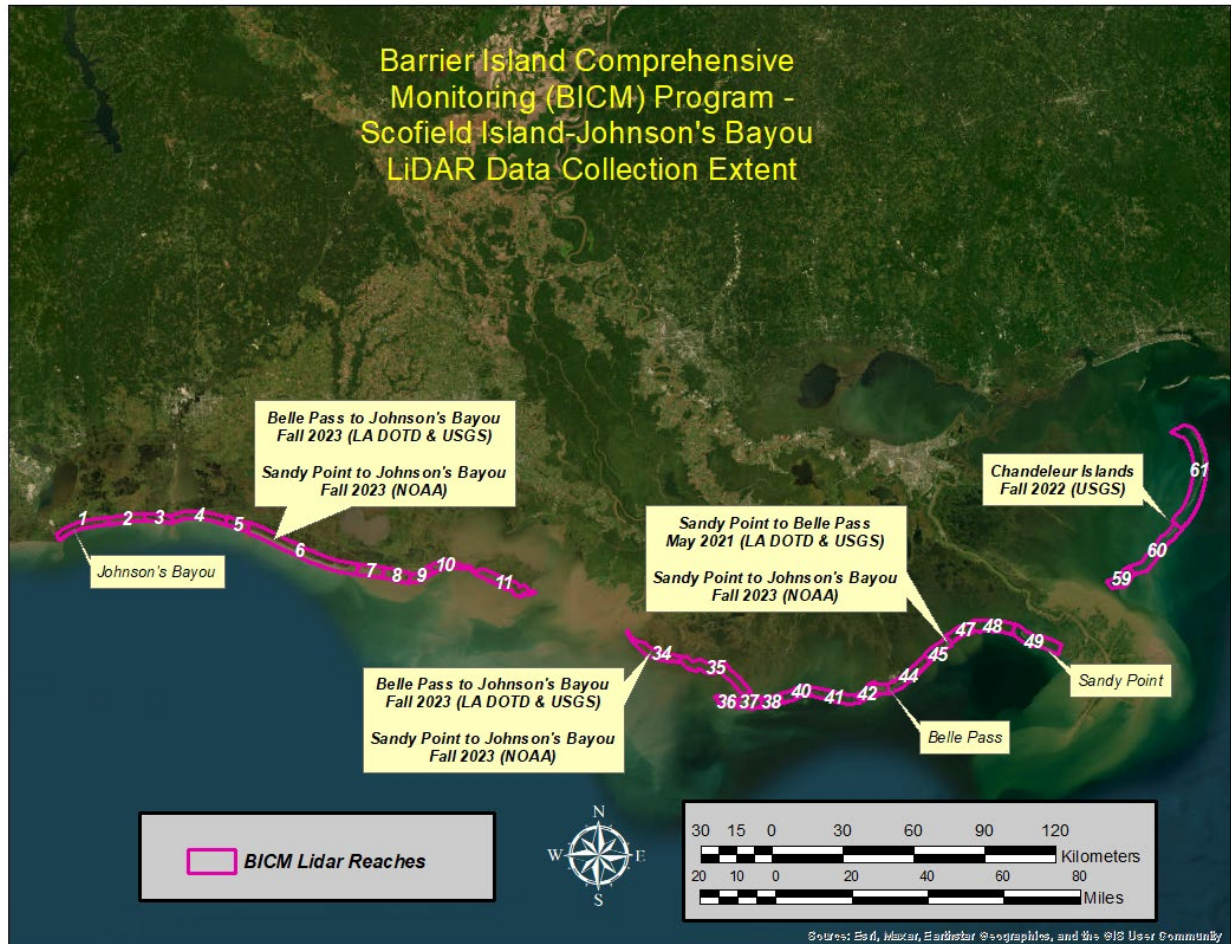 Barrier Island Comprehensive
Monitoring (BICM) Program -
Scofield Island-Johnson's Bayou
LiDAR Data Collection Extent
Belle Pass to Johnson's Bayou
Fall 2023 (LA DOTD & USGS)
Sandy Point to Johnson's Bayou
Fall 2023 (NOAA)
Chandeleur Islands
Fall 2022 (USGS)
61
60
59
Sandy Point to Belle Pass
May 2021 (LA DOTD & USGS)
Sandy Point to Johnson's Bayou
Fall 2023 (NOAA)
1 2 3 4 5 6 7 8 9 10 11
Johnson's Bayou
34 35 36 37 38 40 41 42 44 45 47 48 49
Belle Pass to Johnson's Bayou
Fall 2023 (LA DOTD & USGS)
Sandy Point to Johnson's Bayou
Fall 2023 (NOAA)
Sandy Point
Belle Pass
BICM Lidar Reaches
N
W E
S
30 15 0 30 60 90 120
Kilometers
20 10 0 20 40 60 80
Miles
Source: Esri, Maxar, Earthstar Geographics, and the GIS User Community